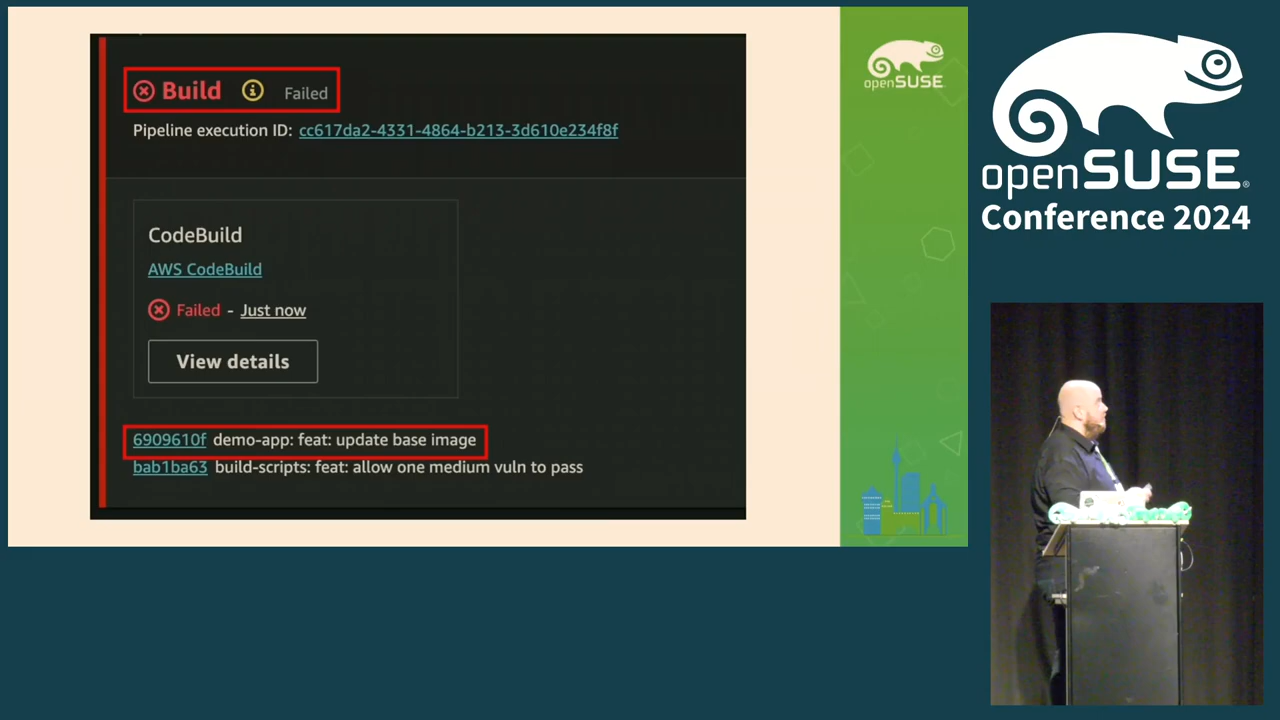 Build Failed
Pipeline execution ID: cc617da2-4331-4864-b213-3d610e234f8f
CodeBuild
AWS CodeBuild
Failed - Just now
View details
6909610f demo-app: feat: update base image
bab1ba63 build-scripts: feat: allow one medium vuln to pass
openSUSE
openSUSE
Conference 2024